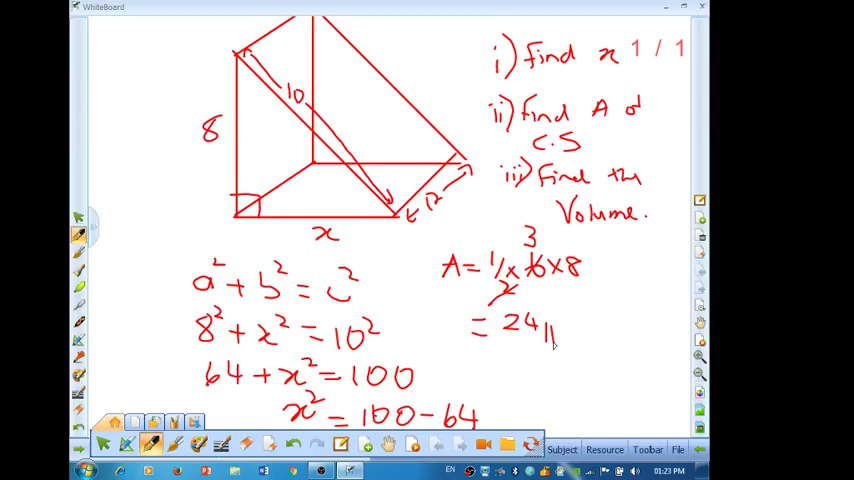 WhiteBoard
i) find x 1 / 1
ii) find A of
C.S
iii) Find the
Volume.
10
8
12
x
a² + b² = c²
8² + x² = 10²
64 + x² = 100
x² = 100 - 64
3
A = 1/2 x 6 x 8
= 24 //
Subject Resource Toolbar File
EN 01:23 PM